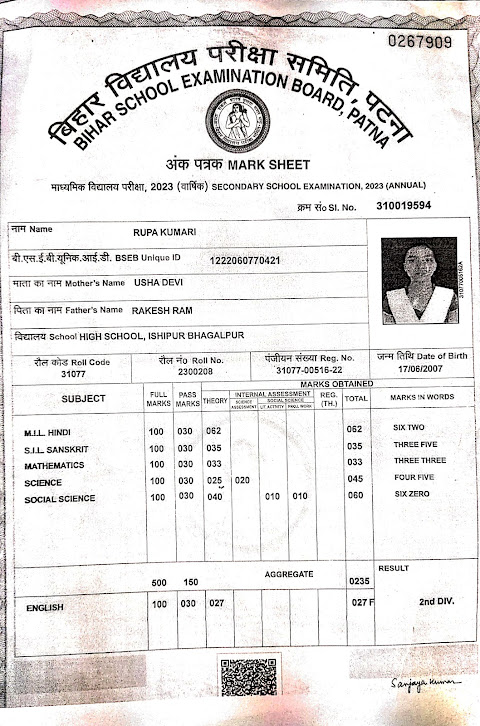 0267909
बिहार विद्यालय परीक्षा समिति, पटना
BIHAR SCHOOL EXAMINATION BOARD, PATNA
अंक पत्रक MARK SHEET
माध्यमिक विद्यालय परीक्षा, 2023 (वार्षिक) SECONDARY SCHOOL EXAMINATION, 2023 (ANNUAL)
क्रम सं० Sl. No. 310019594
नाम Name RUPA KUMARI
बी.एस.ई.बी.यूनिक.आई.डी. BSEB Unique ID 1222060770421
माता का नाम Mother's Name USHA DEVI
पिता का नाम Father's Name RAKESH RAM
विद्यालय School HIGH SCHOOL, ISHIPUR BHAGALPUR
रौल कोड Roll Code रौल नं० Roll No. पंजीयन संख्या Reg. No. जन्म तिथि Date of Birth
31077 2300208 31077-00516-22 17/06/2007
MARKS OBTAINED
SUBJECT FULL MARKS PASS MARKS THEORY INTERNAL ASSESSMENT SCIENCE ASSESSMENT SOCIAL SCIENCE LIT. ACTIVITY PROJ. WORK REG. (TH.) TOTAL MARKS IN WORDS
M.I.L. HINDI 100 030 062 062 SIX TWO
S.I.L. SANSKRIT 100 030 035 035 THREE FIVE
MATHEMATICS 100 030 033 033 THREE THREE
SCIENCE 100 030 025 020 045 FOUR FIVE
SOCIAL SCIENCE 100 030 040 010 010 060 SIX ZERO
500 150 AGGREGATE 0235 RESULT
ENGLISH 100 030 027 027 F 2nd DIV.
Sanjaya Kumar